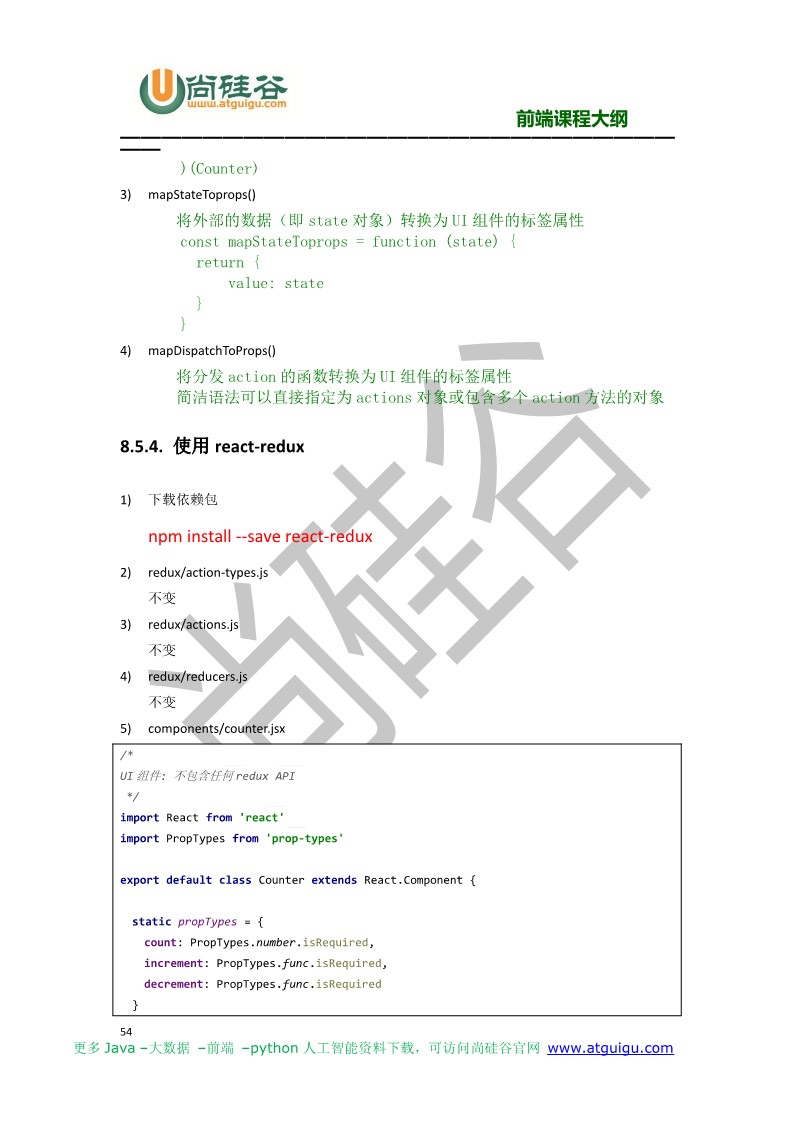 尚硅谷
www.atguigu.com
前端课程大纲
)(Counter)
3) mapStateToprops()
将外部的数据（即 state 对象）转换为 UI 组件的标签属性
const mapStateToprops = function (state) {
return {
value: state
}
}
4) mapDispatchToProps()
将分发 action 的函数转换为 UI 组件的标签属性
简洁语法可以直接指定为 actions 对象或包含多个 action 方法的对象
8.5.4. 使用 react-redux
1) 下载依赖包
npm install --save react-redux
2) redux/action-types.js
不变
3) redux/actions.js
不变
4) redux/reducers.js
不变
5) components/counter.jsx
/*
UI 组件: 不包含任何 redux API
*/
import React from 'react'
import PropTypes from 'prop-types'
export default class Counter extends React.Component {
static propTypes = {
count: PropTypes.number.isRequired,
increment: PropTypes.func.isRequired,
decrement: PropTypes.func.isRequired
}
54
更多 Java –大数据 –前端 –python 人工智能资料下载，可访问尚硅谷官网 www.atguigu.com
尚硅谷